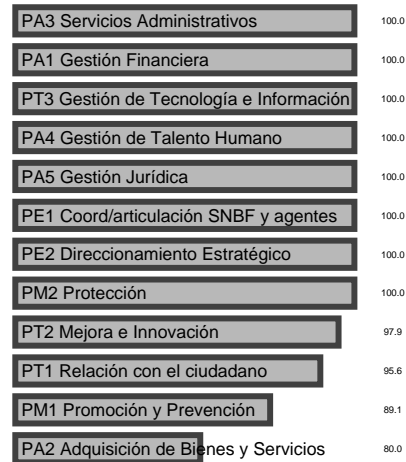 PA3 Servicios Administrativos 100.0
PA1 Gestión Financiera 100.0
PT3 Gestión de Tecnología e Información 100.0
PA4 Gestión de Talento Humano 100.0
PA5 Gestión Jurídica 100.0
PE1 Coord/articulación SNBF y agentes 100.0
PE2 Direccionamiento Estratégico 100.0
PM2 Protección 100.0
PT2 Mejora e Innovación 97.9
PT1 Relación con el ciudadano 95.6
PM1 Promoción y Prevención 89.1
PA2 Adquisición de Bienes y Servicios 80.0